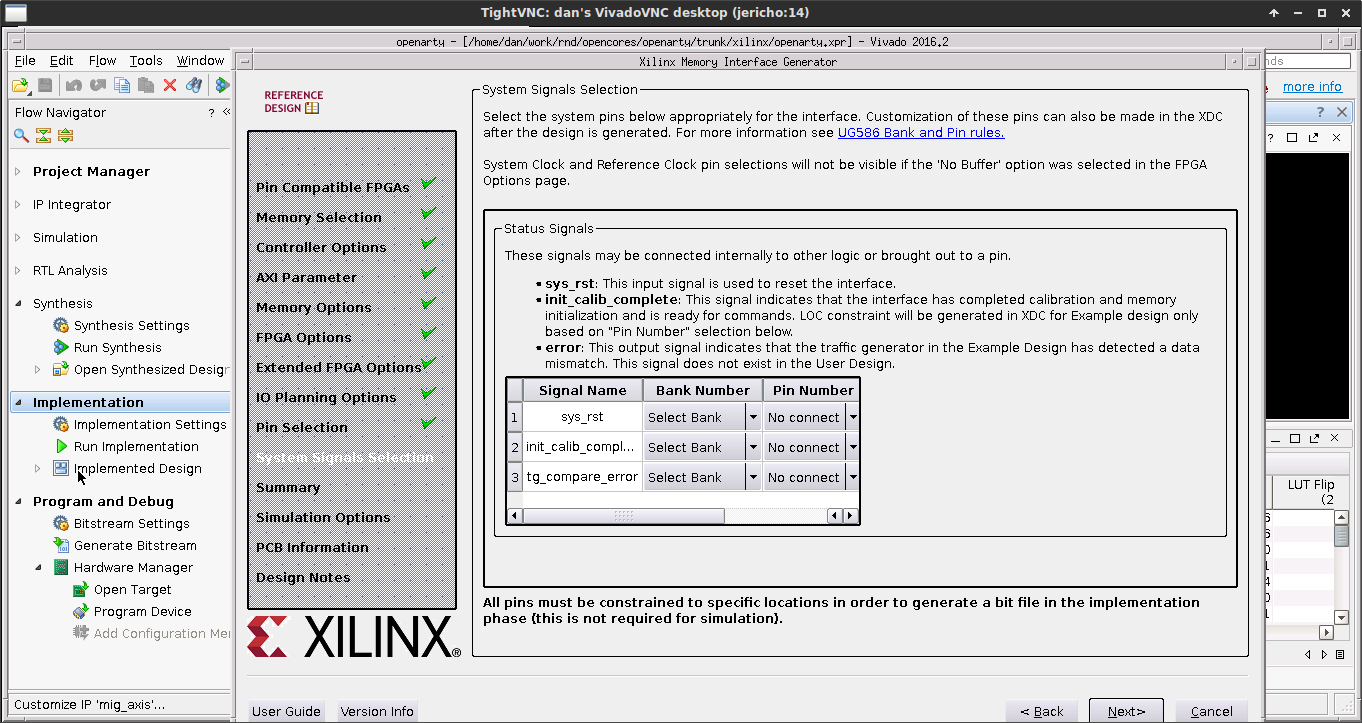 TightVNC: dan's VivadoVNC desktop (jericho:14)
openarty - [/home/dan/work/rnd/opencores/openarty/trunk/xilinx/openarty.xpr] - Vivado 2016.2
File Edit Flow Tools Window
Xilinx Memory Interface Generator
more info
Flow Navigator ? «
Project Manager
IP Integrator
Simulation
RTL Analysis
Synthesis
Synthesis Settings
Run Synthesis
Open Synthesized Design
Implementation
Implementation Settings
Run Implementation
Implemented Design
Program and Debug
Bitstream Settings
Generate Bitstream
Hardware Manager
Open Target
Program Device
Add Configuration Me
Customize IP 'mig_axis'...
REFERENCE
DESIGN
Pin Compatible FPGAs
Memory Selection
Controller Options
AXI Parameter
Memory Options
FPGA Options
Extended FPGA Options
IO Planning Options
Pin Selection
System Signals Selection
Summary
Simulation Options
PCB Information
Design Notes
XILINX®
System Signals Selection
Select the system pins below appropriately for the interface. Customization of these pins can also be made in the XDC
after the design is generated. For more information see UG586 Bank and Pin rules.
System Clock and Reference Clock pin selections will not be visible if the 'No Buffer' option was selected in the FPGA
Options page.
Status Signals
These signals may be connected internally to other logic or brought out to a pin.
• sys_rst: This input signal is used to reset the interface.
• init_calib_complete: This signal indicates that the interface has completed calibration and memory
initialization and is ready for commands. LOC constraint will be generated in XDC for Example design only
based on "Pin Number" selection below.
• error: This output signal indicates that the traffic generator in the Example Design has detected a data
mismatch. This signal does not exist in the User Design.
Signal Name Bank Number Pin Number
1 sys_rst Select Bank No connect
2 init_calib_compl... Select Bank No connect
3 tg_compare_error Select Bank No connect
All pins must be constrained to specific locations in order to generate a bit file in the implementation
phase (this is not required for simulation).
User Guide Version Info < Back Next> Cancel
LUT Flip
(2